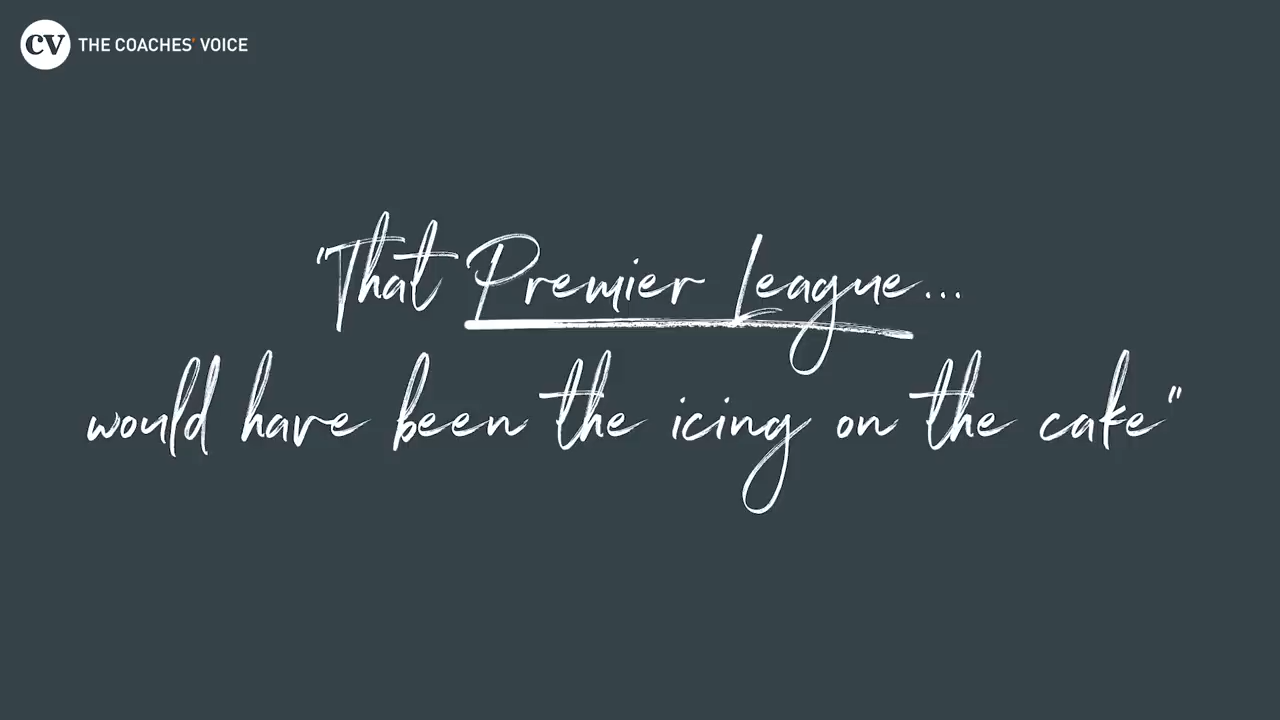 CV THE COACHES' VOICE
"That Premier League...
would have been the icing on the cake"